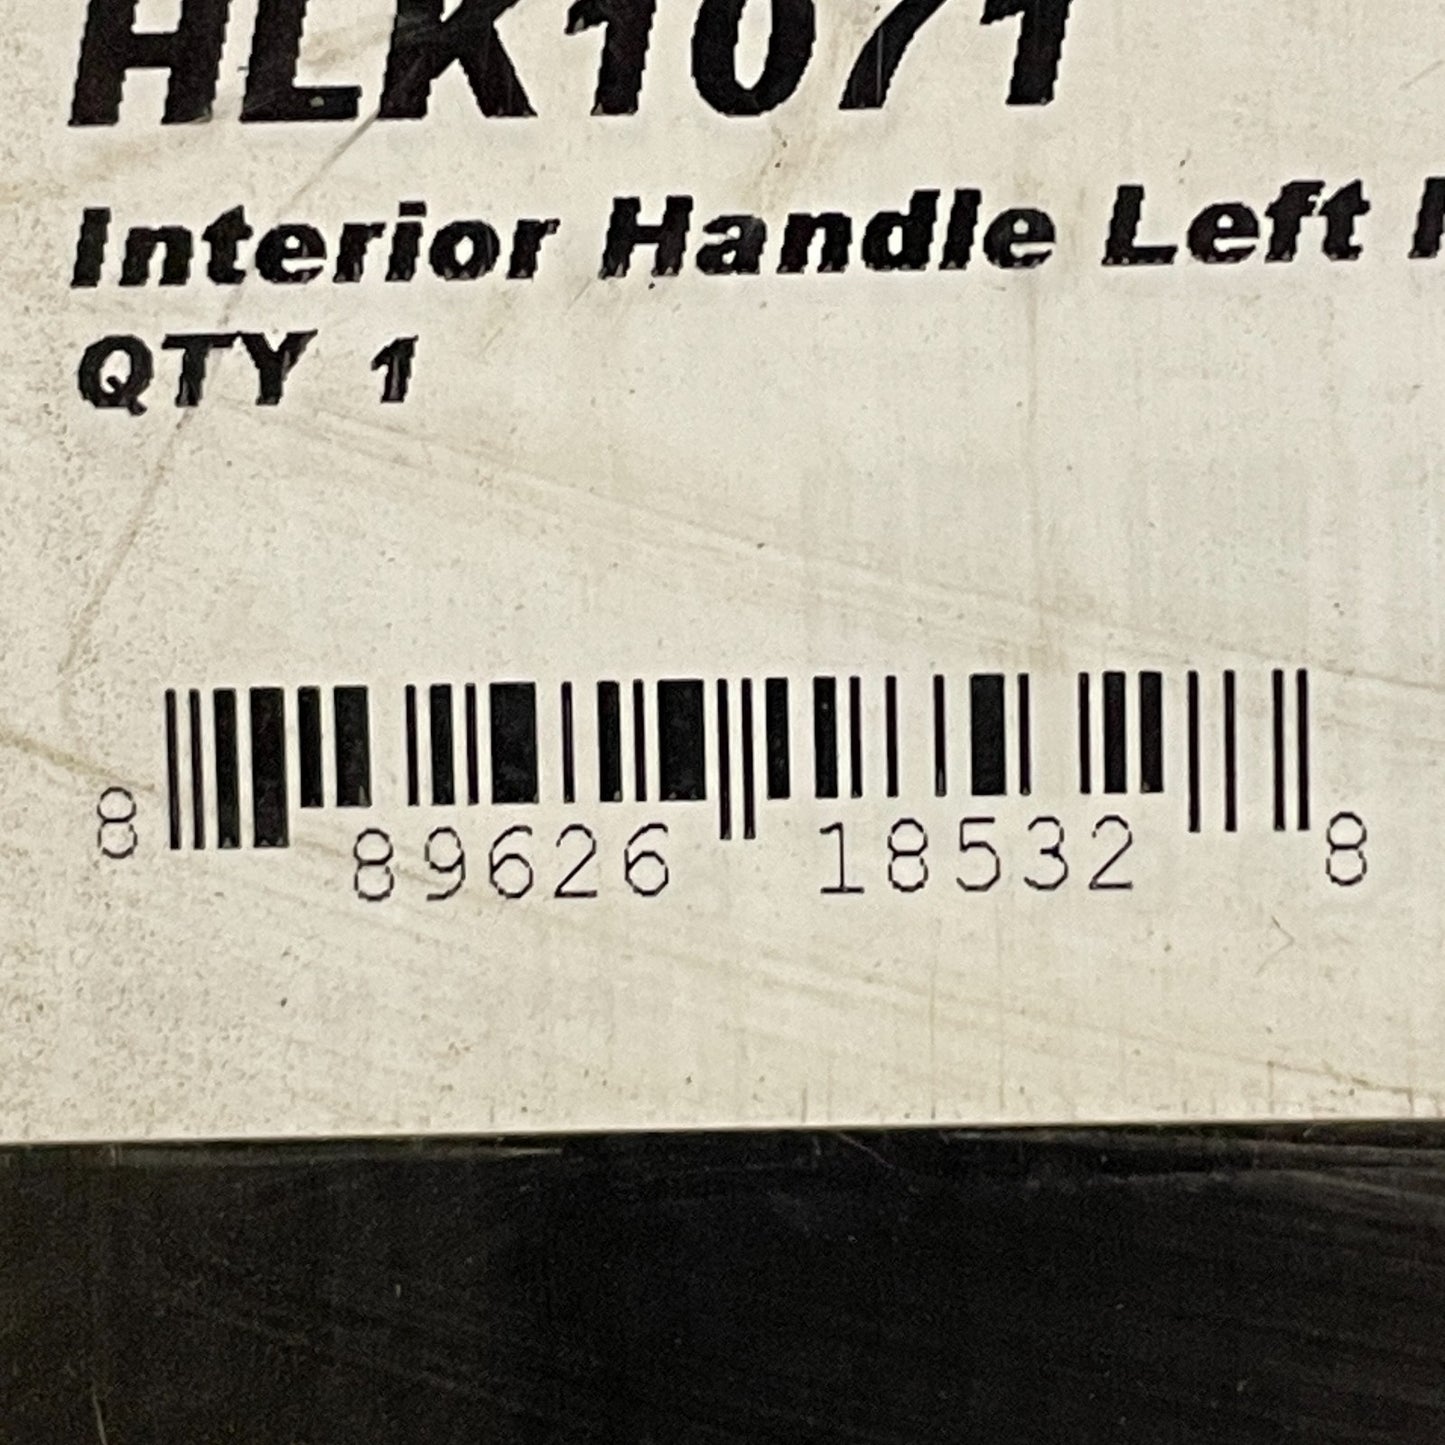 HLK1071
Interior Handle Left
QTY 1
8 89626 18532 8